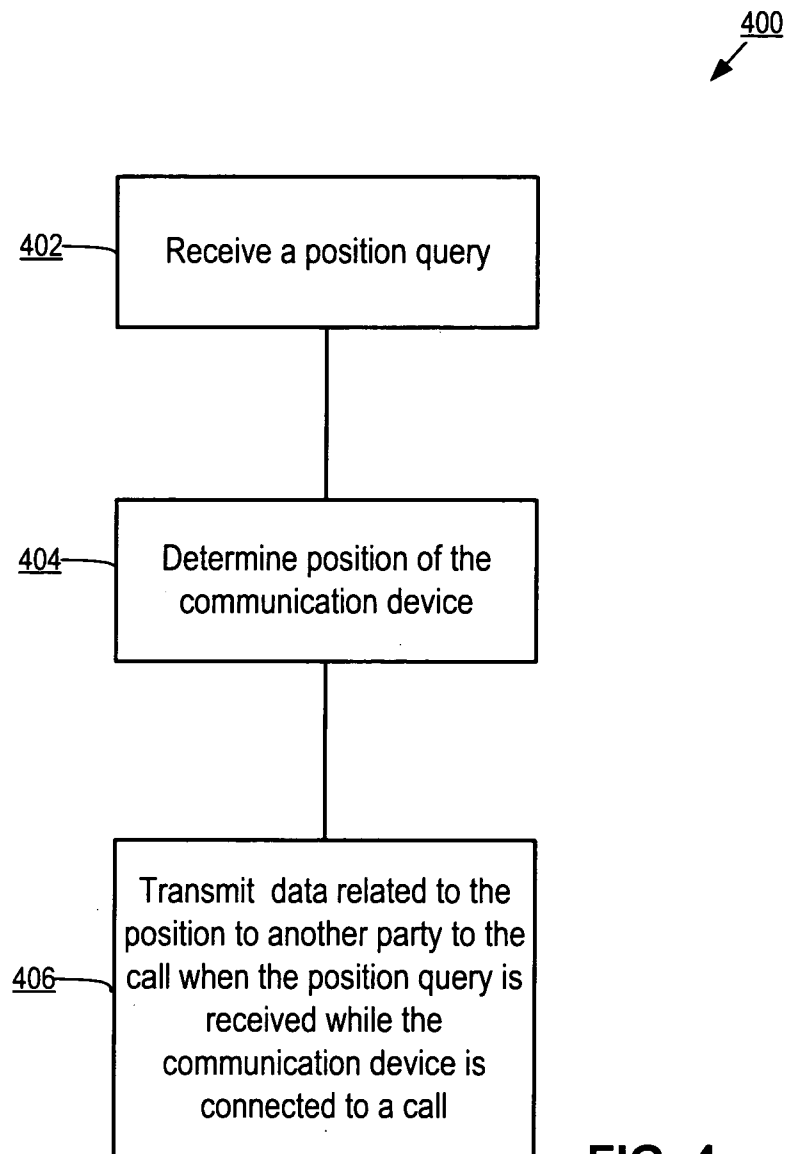 400
402
Receive a position query
404
Determine position of the
communication device
406
Transmit data related to the
position to another party to the
call when the position query is
received while the
communication device is
connected to a call
FIG. 4